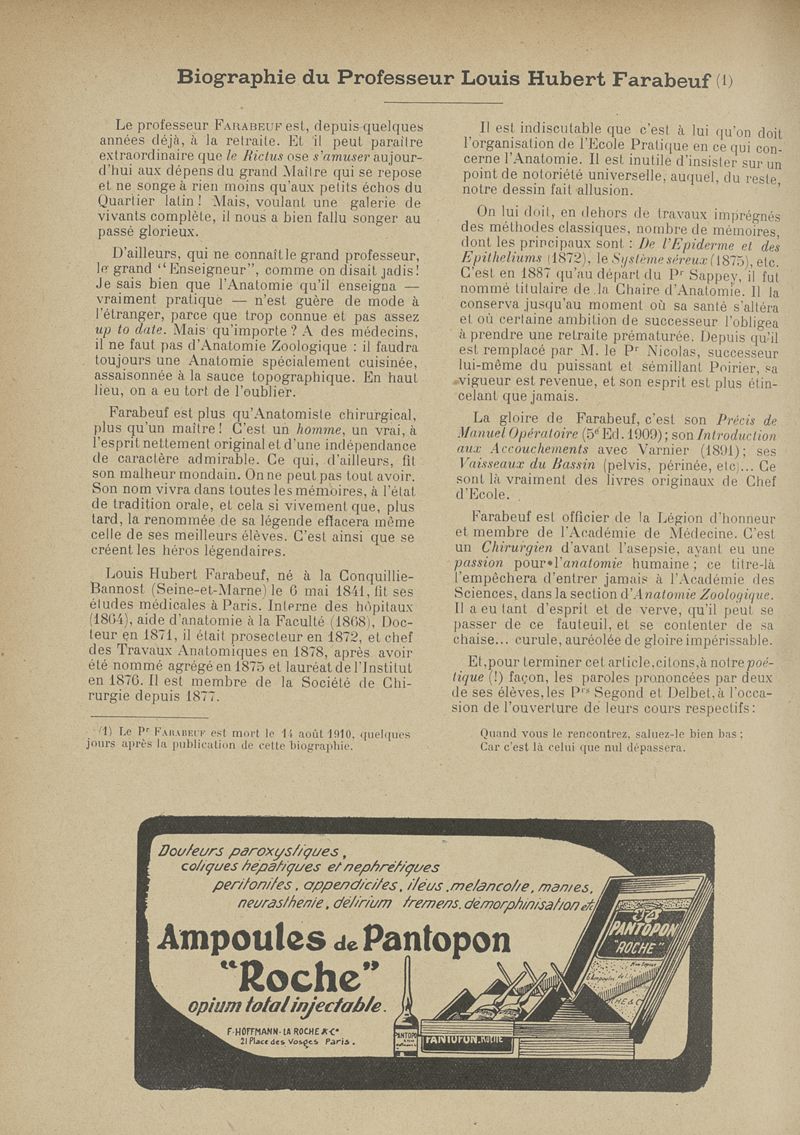 Biographie du Professeur Louis Hubert Farabeuf (1)
Le professeur FARABEUF est, depuis quelques
années déjà, à la retraite. Et il peut paraître
extraordinaire que le Rictus ose s'amuser aujour-
d'hui aux dépens du grand Maître qui se repose
et ne songe à rien moins qu'aux petits échos du
Quartier latin ! Mais, voulant une galerie de
vivants complète, il nous a bien fallu songer au
passé glorieux.
D'ailleurs, qui ne connaît le grand professeur,
le grand "Enseigneur", comme on disait jadis !
Je sais bien que l'Anatomie qu'il enseigna —
vraiment pratique — n'est guère de mode à
l'étranger, parce que trop connue et pas assez
up to date. Mais qu'importe ? A des médecins,
il ne faut pas d'Anatomie Zoologique : il faudra
toujours une Anatomie spécialement cuisinée,
assaisonnée à la sauce topographique. En haut
lieu, on a eu tort de l'oublier.
Farabeuf est plus qu'Anatomiste chirurgical,
plus qu'un maître ! C'est un homme, un vrai, à
l'esprit nettement original et d'une indépendance
de caractère admirable. Ce qui, d'ailleurs, fit
son malheur mondain. On ne peut pas tout avoir.
Son nom vivra dans toutes les mémoires, à l'état
de tradition orale, et cela si vivement que, plus
tard, la renommée de sa légende effacera même
celle de ses meilleurs élèves. C'est ainsi que se
créent les héros légendaires.
Louis Hubert Farabeuf, né à la Conquillie-
Bannost (Seine-et-Marne) le 6 mai 1841, fit ses
études médicales à Paris. Interne des hôpitaux
(1864), aide d'anatomie à la Faculté (1868), Doc-
teur en 1871, il était prosecteur en 1872, et chef
des Travaux Anatomiques en 1878, après avoir
été nommé agrégé en 1875 et lauréat de l'Institut
en 1876. Il est membre de la Société de Chi-
rurgie depuis 1877.
(1) Le Pr FARABEUF est mort le 14 août 1910, quelques
jours après la publication de cette biographie.
Il est indiscutable que c'est à lui qu'on doit
l'organisation de l'Ecole Pratique en ce qui con-
cerne l'Anatomie. Il est inutile d'insister sur un
point de notoriété universelle, auquel, du reste,
notre dessin fait allusion.
On lui doit, en dehors de travaux imprégnés
des méthodes classiques, nombre de mémoires,
dont les principaux sont : De l'Epiderme et des
Epitheliums (1872), le Système séreux (1875), etc.
C'est en 1887 qu'au départ du Pr Sappey, il fut
nommé titulaire de la Chaire d'Anatomie. Il la
conserva jusqu'au moment où sa santé s'altéra
et où certaine ambition de successeur l'obligea
à prendre une retraite prématurée. Depuis qu'il
est remplacé par M. le Pr Nicolas, successeur
lui-même du puissant et sémillant Poirier, sa
vigueur est revenue, et son esprit est plus étin-
celant que jamais.
La gloire de Farabeuf, c'est son Précis de
Manuel Opératoire (5e Ed. 1909) ; son Introduction
aux Accouchements avec Varnier (1891) ; ses
Vaisseaux du Bassin (pelvis, périnée, etc)... Ce
sont là vraiment des livres originaux de Chef
d'Ecole.
Farabeuf est officier de la Légion d'honneur
et membre de l'Académie de Médecine. C'est
un Chirurgien d'avant l'asepsie, ayant eu une
passion pour l'anatomie humaine ; ce titre-là
l'empêchera d'entrer jamais à l'Académie des
Sciences, dans la section d'Anatomie Zoologique.
Il a eu tant d'esprit et de verve, qu'il peut se
passer de ce fauteuil, et se contenter de sa
chaise... curule, auréolée de gloire impérissable.
Et, pour terminer cet article, citons, à notre poé-
tique (!) façon, les paroles prononcées par deux
de ses élèves, les Prs Segond et Delbet, à l'occa-
sion de l'ouverture de leurs cours respectifs :
Quand vous le rencontrez, saluez-le bien bas ;
Car c'est là celui que nul dépassera.
Douleurs paroxystiques,
coliques hépatiques et néphrétiques
peritonites, appendicites, iléus, melancolie, manies,
neurasthenie, délirium tremens, démorphinisation etc
Ampoules de Pantopon
"Roche"
opium total injectable.
F. HOFFMANN-LA ROCHE & Co
21 Place des Vosges Paris.
PANTOPON
"ROCHE"
PANTOPON ROCHE